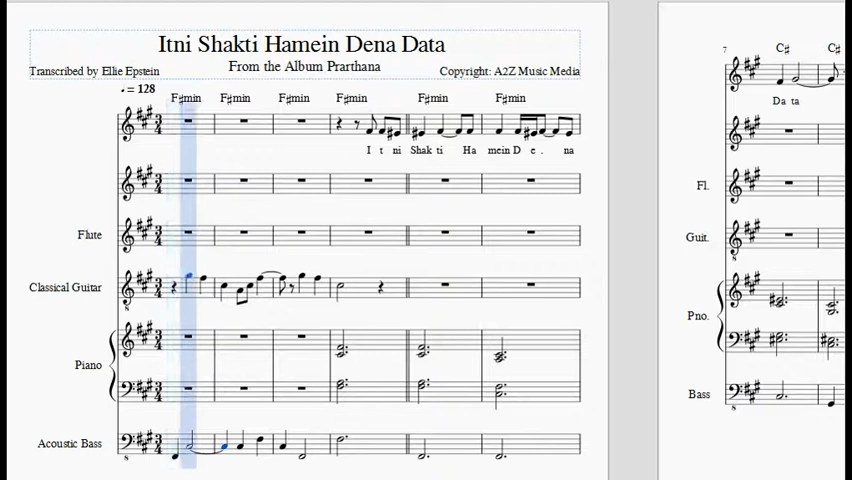 Itni Shakti Hamein Dena Data
From the Album Prarthana
Transcribed by Ellie Epstein
Copyright: A2Z Music Media
= 128
F♯min F♯min F♯min F♯min F♯min F♯min
I t ni Shak ti Ha mein D e . na
Flute
Classical Guitar
Piano
Acoustic Bass
7
C♯ C♯
Da ta
Fl.
Guit.
Pno.
Bass